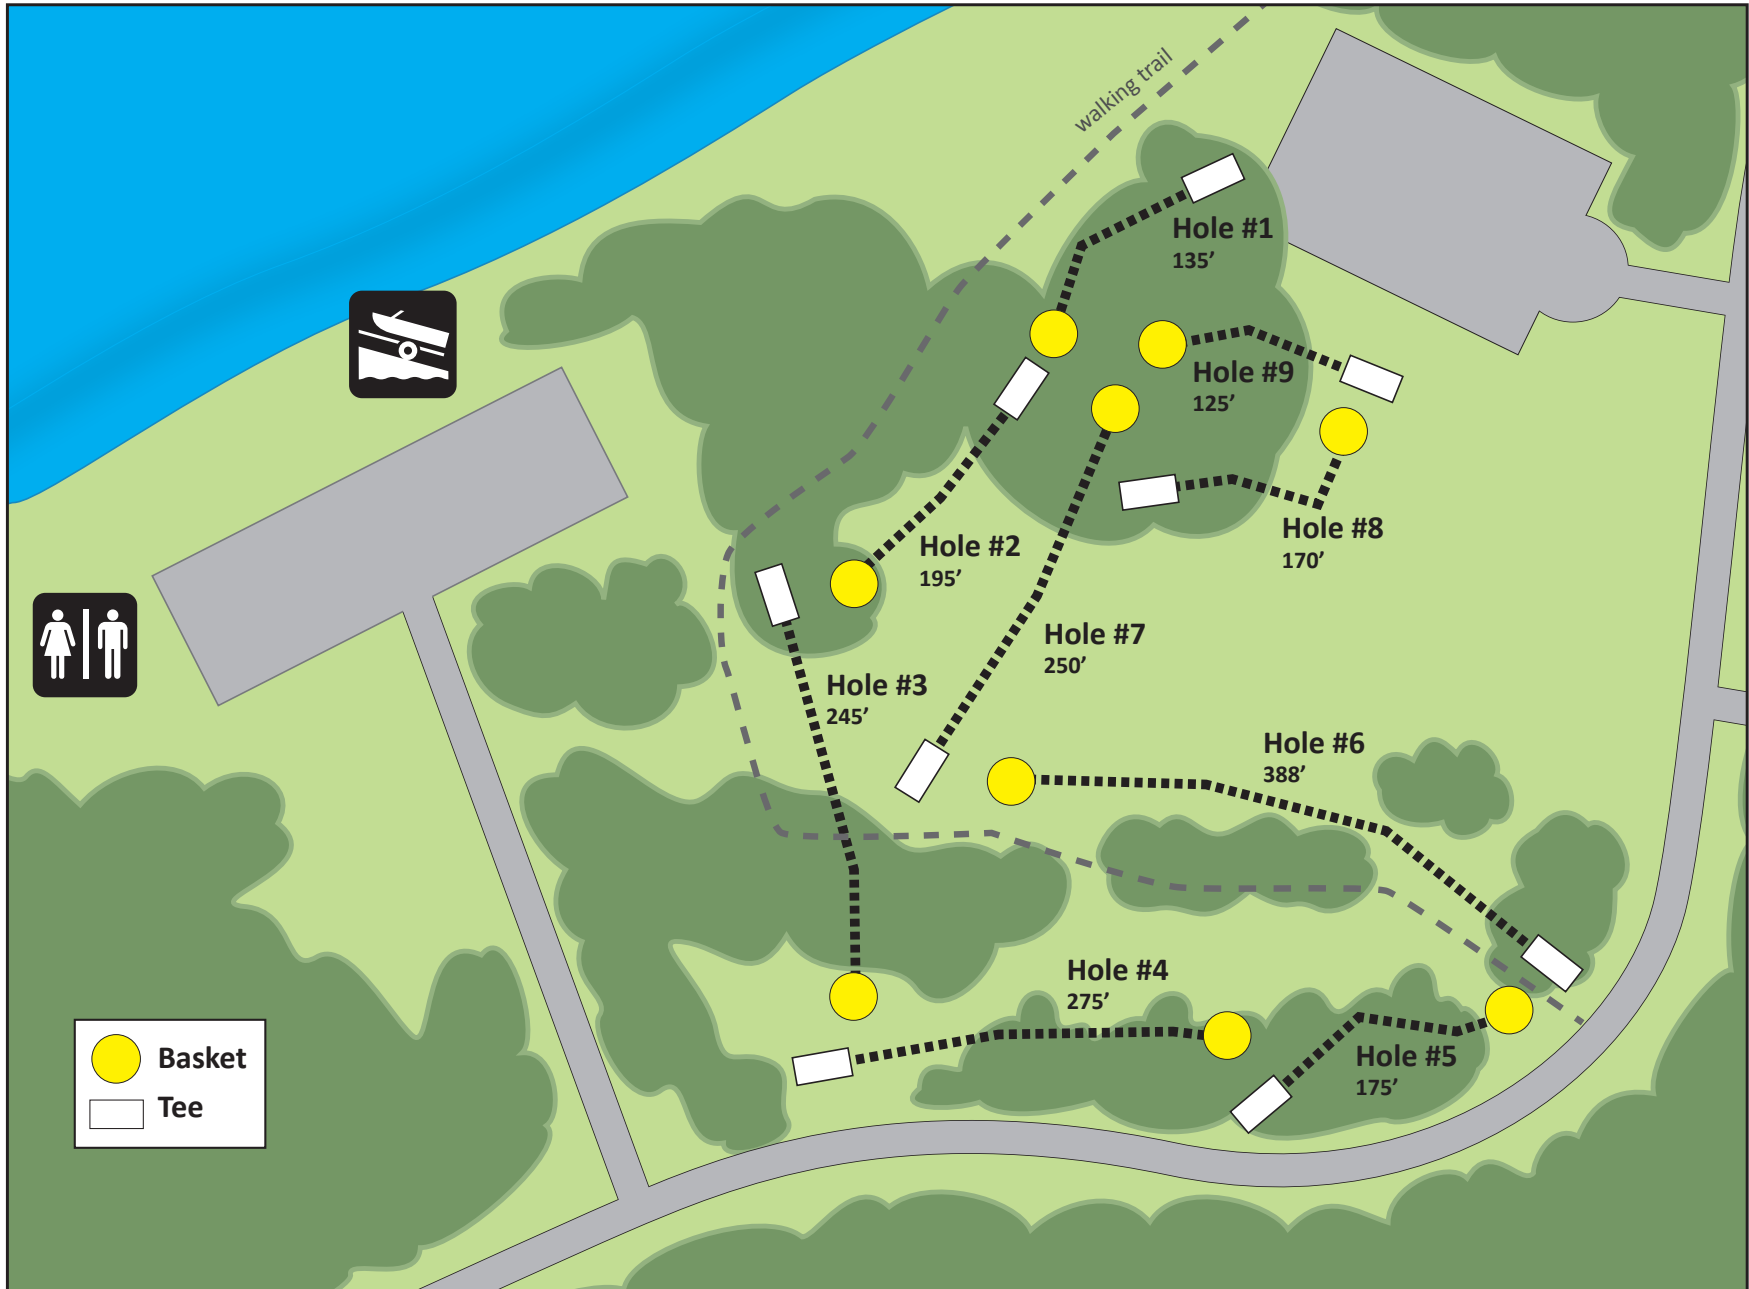 walking trail
Hole #1
135’
Hole #9
125’
Hole #8
170’
Hole #2
195’
Hole #7
250’
Hole #3
245’
Hole #6
388’
Hole #4
275’
Hole #5
175’
Basket
Tee